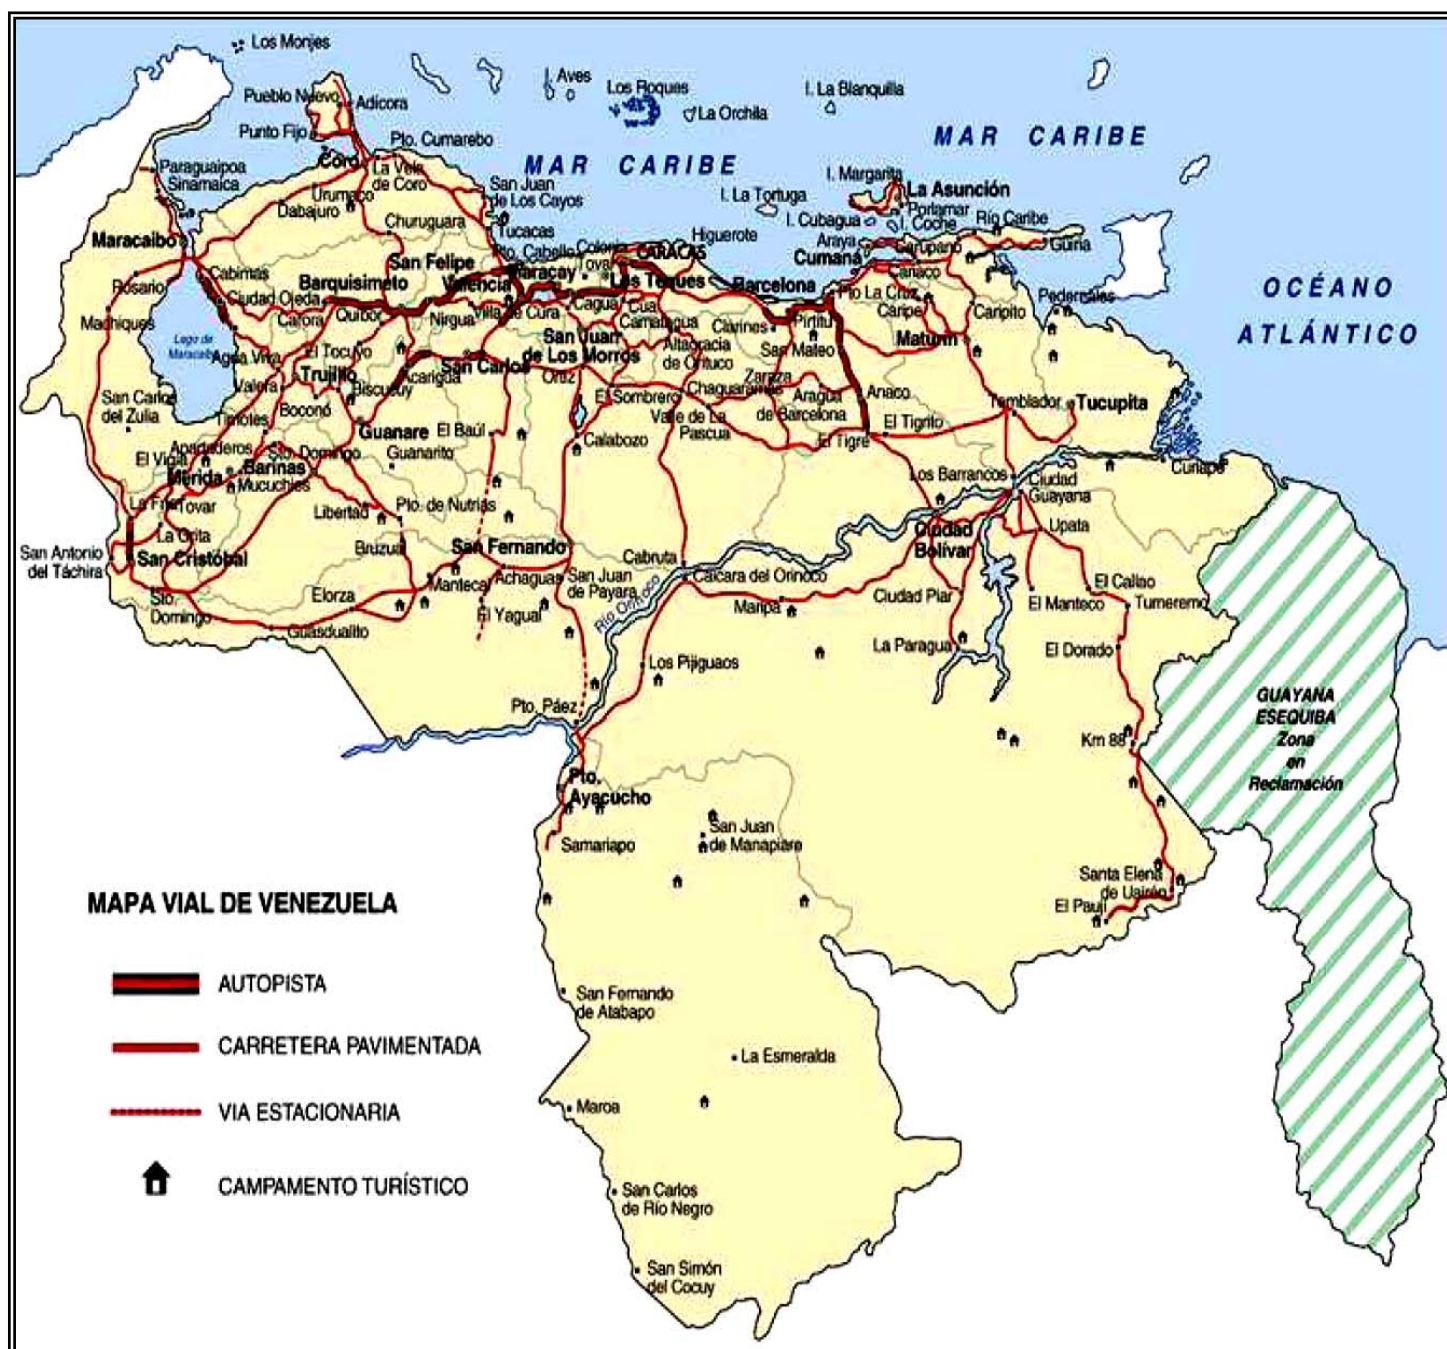 Los Monjes
I. Aves
Los Roques
La Orchila
I. La Blanquilla
Pueblo Nuevo
Adícora
Punto Fijo
Pto. Cumarebo
Coro
La Vela
de Coro
MAR CARIBE
MAR CARIBE
Paraguaipoa
Sinamaica
Urumaco
Dabajuro
Churuguara
San Juan
de Los Cayos
Tucacas
I. La Tortuga
I. Margarita
La Asunción
Porlamar
I. Coche
I. Cubagua
Río Caribe
Araya
Carúpano
Güiria
Cumaná
Cariaco
Maracaibo
Cabimas
Rosario
Ciudad Ojeda
Machiques
Lago de
Maracaibo
San Felipe
Pto. Cabello
Colonia
Tovar
CARACAS
Higuerote
Barquisimeto
Valencia
Maracay
Los Teques
Barcelona
Pto La Cruz
Carora
Quibor
Nirgua
Villa de Cura
Cagua
Cúa
Camatagua
Clarines
Píritu
Caripe
Caripito
Pedernales
OCÉANO
ATLÁNTICO
Agua Viva
El Tocuyo
San Juan
de Los Morros
Altagracia
de Orituco
San Mateo
Maturín
Trujillo
Acarigua
San Carlos
Ortiz
Valera
Biscucuy
Boconó
El Sombrero
Chaguaramas
Zaraza
Aragua
de Barcelona
Anaco
Temblador
Tucupita
San Carlos
del Zulia
Timotes
Guanare
El Baúl
Calabozo
Valle de La
Pascua
El Tigre
El Tigrito
Apartaderos
El Vigía
Sto. Domingo
Guanarito
Barinas
Mérida
Mucuchíes
Los Barrancos
Ciudad
Guayana
Curiapo
La Fría
Tovar
Libertad
Pto. de Nutrias
La Grita
Bruzual
San Fernando
Ciudad
Bolívar
Upata
San Antonio
del Táchira
San Cristóbal
Mantecal
Achaguas
San Juan
de Payara
Cabruta
Caicara del Orinoco
Río Orinoco
Sto.
Domingo
Elorza
El Yagual
Maripa
Ciudad Piar
El Manteco
El Callao
Tumeremo
Guasdualito
Los Pijiguaos
La Paragua
El Dorado
Pto. Páez
Km 88
GUAYANA
ESEQUIBA
Zona
en
Reclamación
Pto.
Ayacucho
Samariapo
San Juan
de Manapiare
Santa Elena
de Uairén
El Paují
MAPA VIAL DE VENEZUELA
AUTOPISTA
CARRETERA PAVIMENTADA
VIA ESTACIONARIA
CAMPAMENTO TURÍSTICO
San Fernando
de Atabapo
La Esmeralda
Maroa
San Carlos
de Río Negro
San Simón
del Cocuy